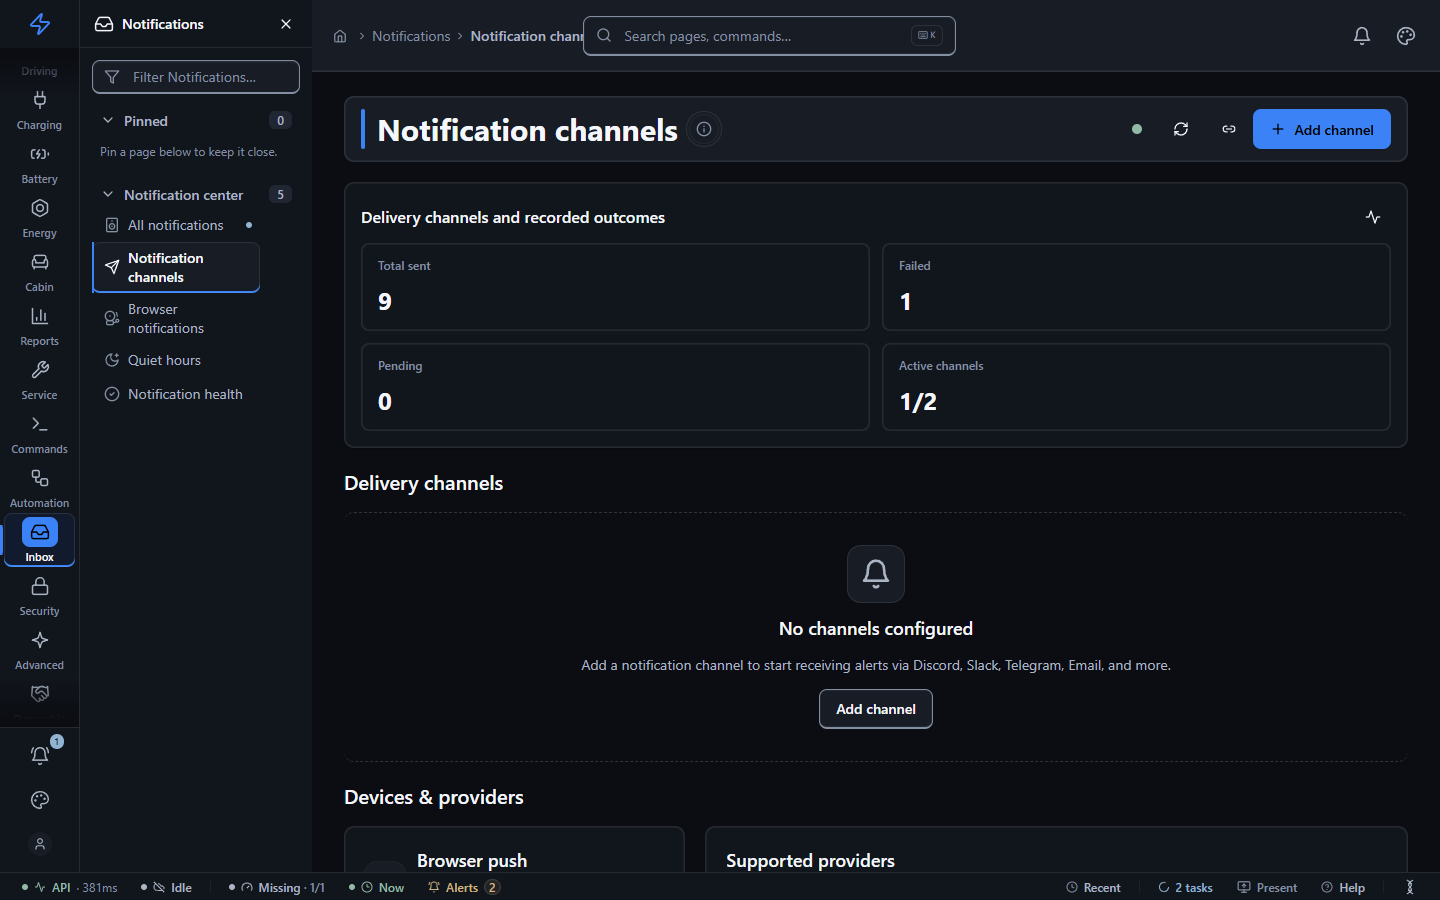 Notifications
Driving
Charging
Battery
Energy
Cabin
Reports
Service
Commands
Automation
Inbox
Security
Advanced
1
Filter Notifications...
Pinned
0
Pin a page below to keep it close.
Notification center
5
All notifications
Notification
channels
Browser
notifications
Quiet hours
Notification health
Notifications
Notification chann
Search pages, commands...
K
Notification channels
Add channel
Delivery channels and recorded outcomes
Total sent
9
Failed
1
Pending
0
Active channels
1/2
Delivery channels
No channels configured
Add a notification channel to start receiving alerts via Discord, Slack, Telegram, Email, and more.
Add channel
Devices & providers
Browser push
Supported providers
API · 381ms
Idle
Missing · 1/1
Now
Alerts 2
Recent
2 tasks
Present
Help